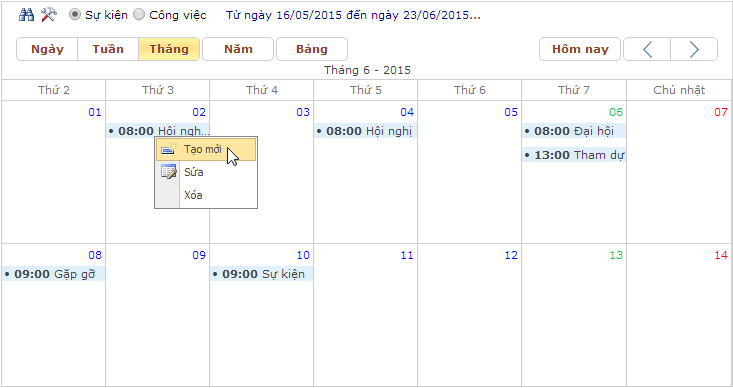 Sự kiện Công việc Từ ngày 16/05/2015 đến ngày 23/06/2015...
Ngày Tuần Tháng Năm Bảng Hôm nay
Tháng 6 - 2015
Thứ 2 Thứ 3 Thứ 4 Thứ 5 Thứ 6 Thứ 7 Chủ nhật
01 02 03 04 05 06 07
• 08:00 Hội ngh... • 08:00 Hội nghị • 08:00 Đại hội
Tạo mới
• 13:00 Tham dự
Sửa
Xóa
08 09 10 11 12 13 14
• 09:00 Gặp gỡ • 09:00 Sự kiện